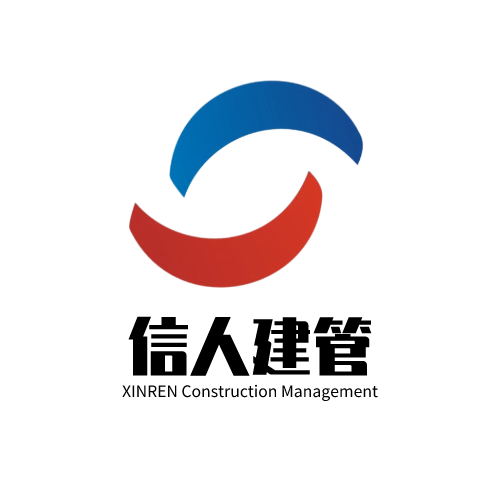 信人建管
XINREN Construction Management